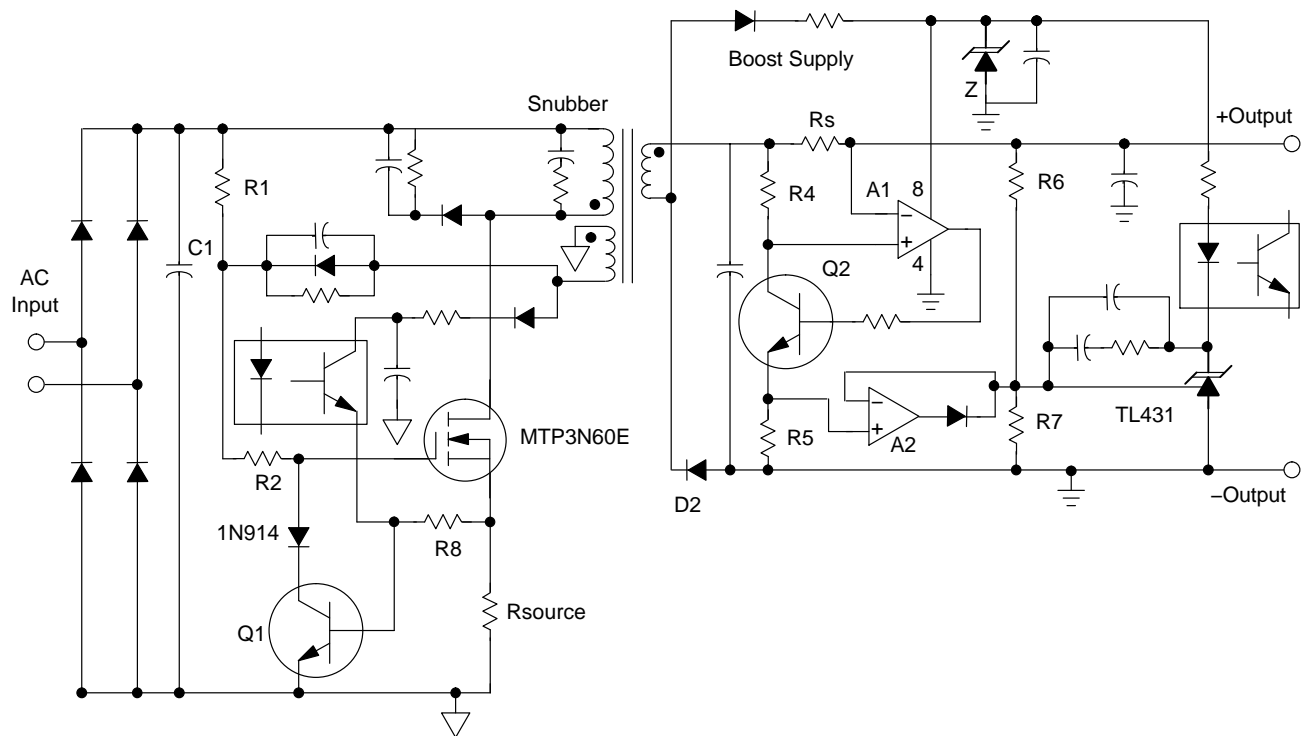 Boost Supply
Z
Snubber
Rs
+Output
R1
R4
A1
8
R6
C1
+
−
4
AC
Input
Q2
MTP3N60E
R5
−
+
A2
R7
TL431
R2
D2
−Output
1N914
R8
Q1
Rsource